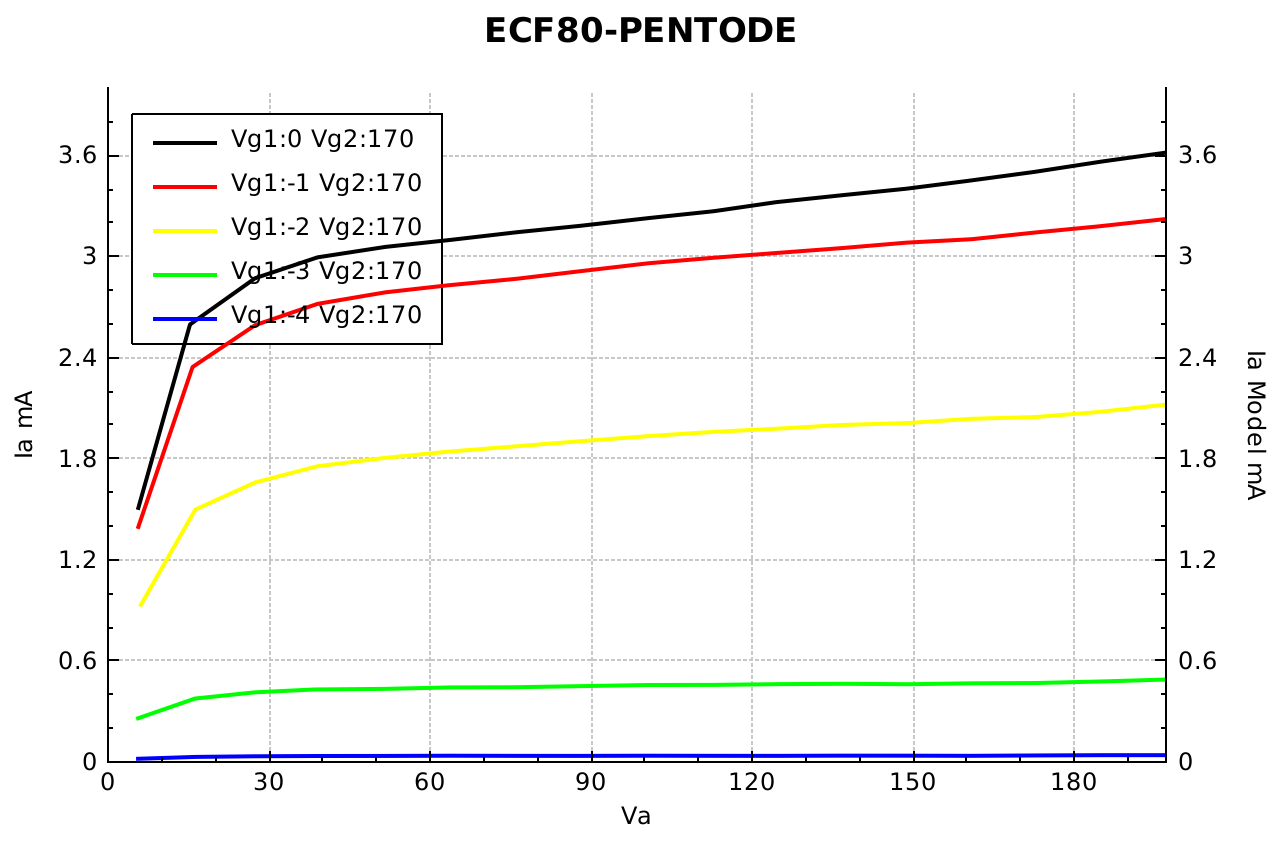 ECF80-PENTODE
Vg1:0 Vg2:170
Vg1:-1 Vg2:170
Vg1:-2 Vg2:170
Vg1:-3 Vg2:170
Vg1:-4 Vg2:170
3.6
3
2.4
1.8
1.2
0.6
0
Ia mA
3.6
3
2.4
1.8
1.2
0.6
0
Ia Model mA
0 30 60 90 120 150 180
Va